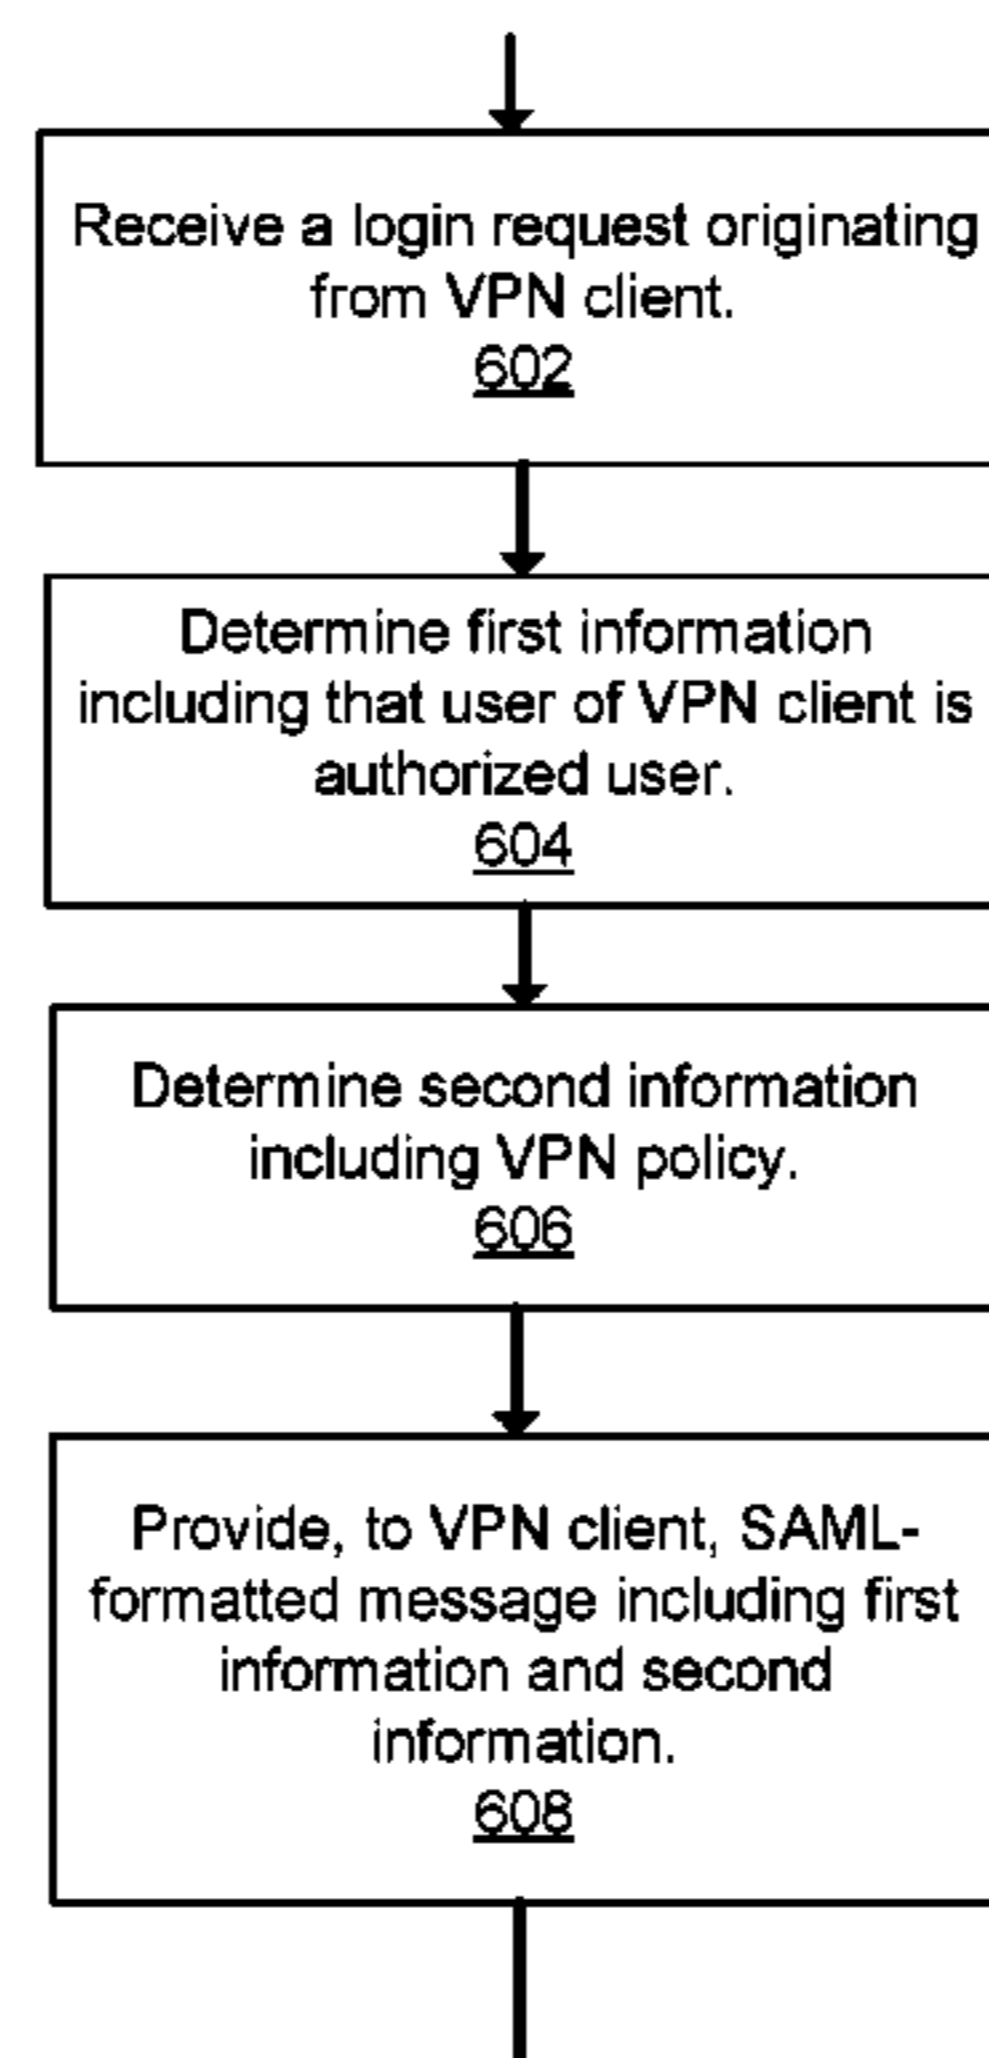 Receive a login request originating
from VPN client.
602
Determine first information
including that user of VPN client is
authorized user.
604
Determine second information
including VPN policy.
606
Provide, to VPN client, SAML-
formatted message including first
information and second
information.
608